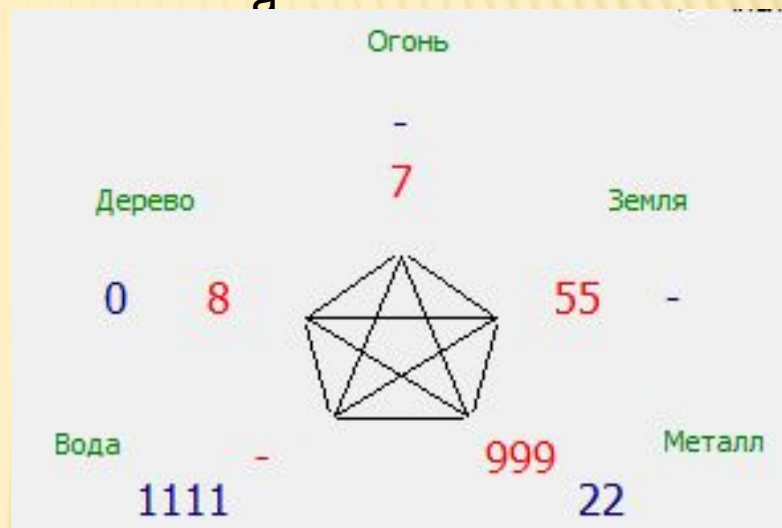 а
Огонь
-
7
Дерево
Земля
0 8
55 -
Вода
-
999
Металл
1111
22